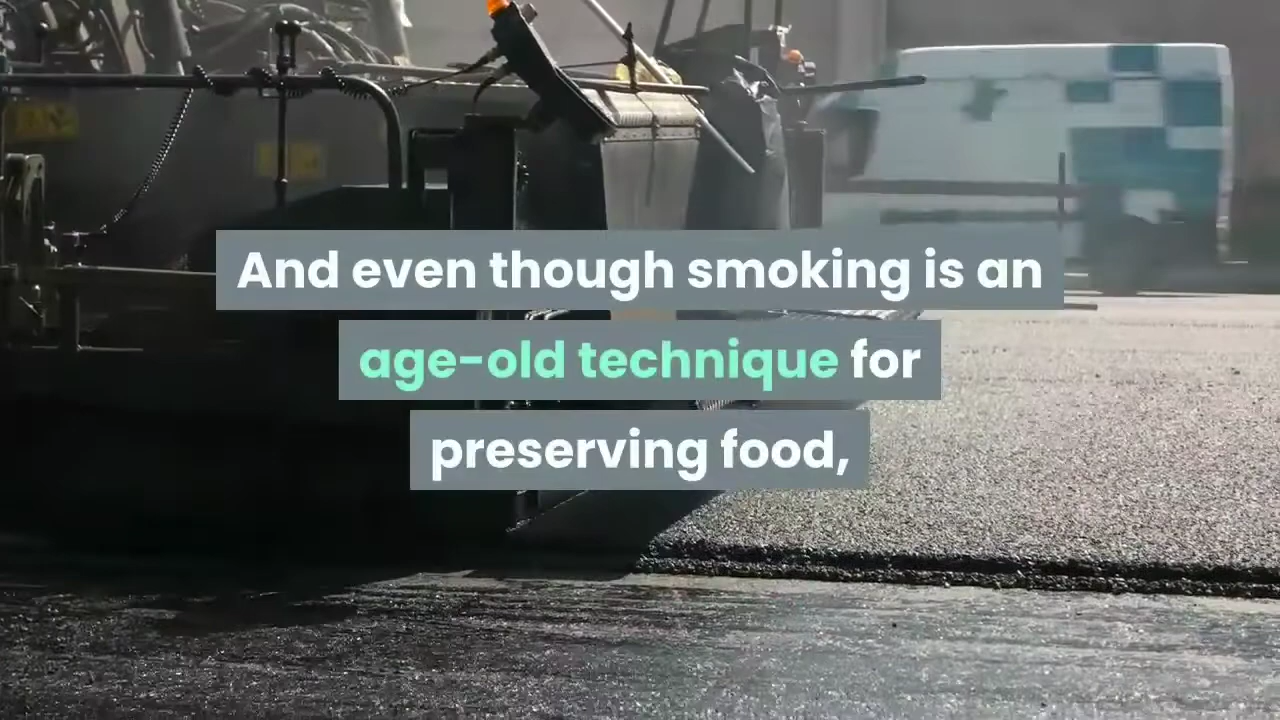 And even though smoking is an
age-old technique for
preserving food,